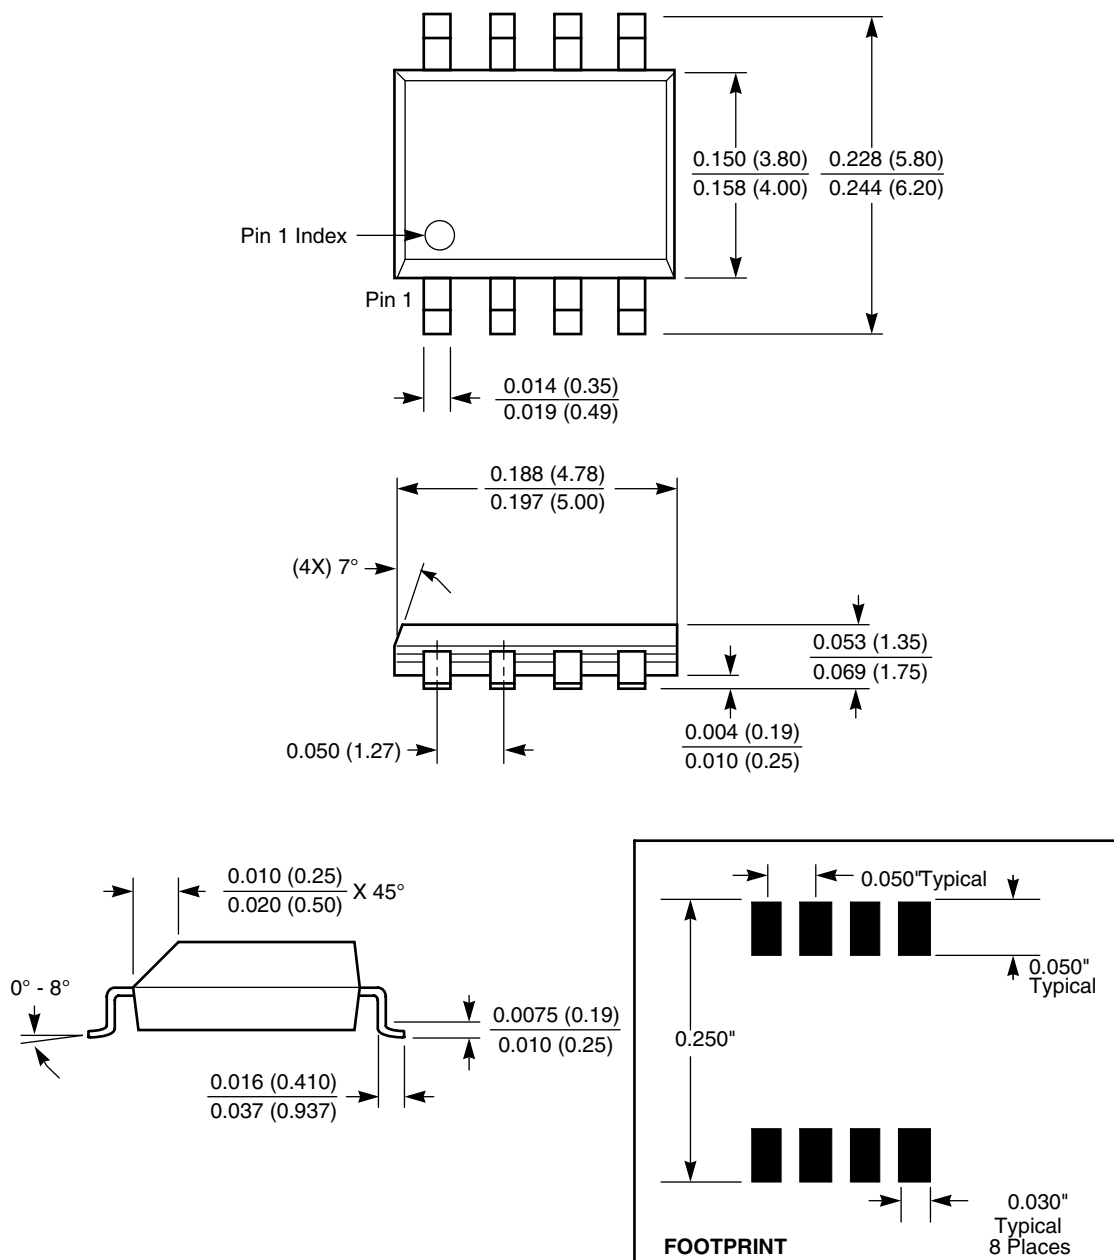 0.150 (3.80)
0.158 (4.00)
0.228 (5.80)
0.244 (6.20)
Pin 1 Index
Pin 1
0.014 (0.35)
0.019 (0.49)
0.188 (4.78)
0.197 (5.00)
(4X) 7°
0.053 (1.35)
0.069 (1.75)
0.004 (0.19)
0.010 (0.25)
0.050 (1.27)
0.010 (0.25)
0.020 (0.50)
X 45°
0° - 8°
0.0075 (0.19)
0.010 (0.25)
0.016 (0.410)
0.037 (0.937)
0.050"Typical
0.050"
Typical
0.250"
0.030"
Typical
8 Places
FOOTPRINT